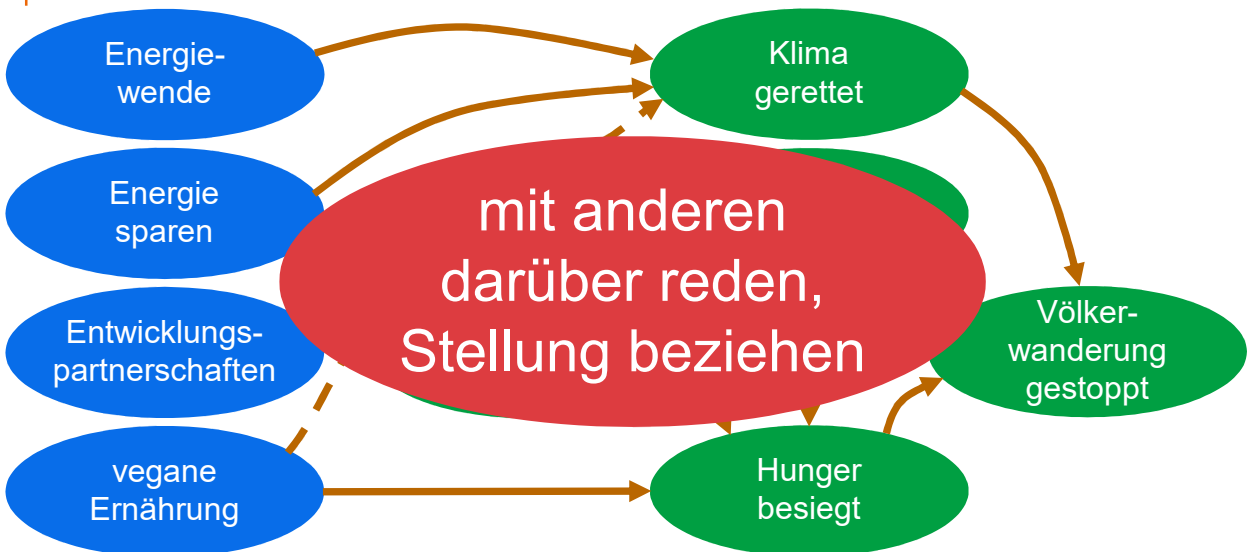 Energie-
wende
Klima
gerettet
Energie
sparen
mit anderen
darüber reden,
Stellung beziehen
Entwicklungs-
partnerschaften
Völker-
wanderung
gestoppt
vegane
Ernährung
Hunger
besiegt